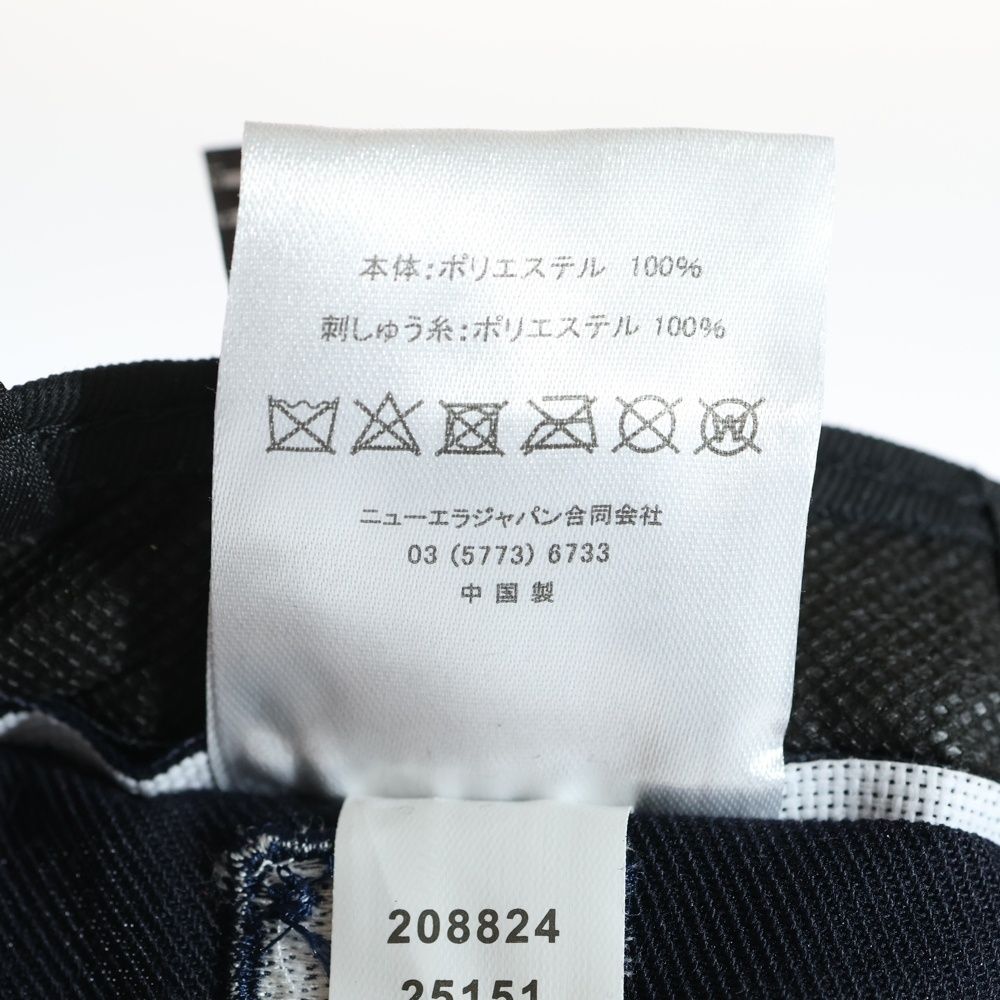 本体:ポリエステル 100%
刺しゅう糸:ポリエステル 100%
W
ニューエラジャパン合同会社
03 (5773) 6733
中国製
208824
25151